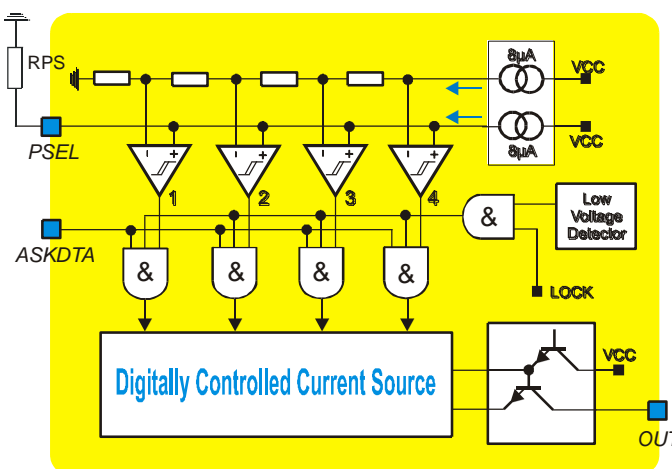 RPS
8µA
VCC
PSEL
8µA
VCC
1
2
3
4
ASKDTA
&
&
&
&
&
Low
Voltage
Detector
LOCK
Digitally Controlled Current Source
VCC
OUT